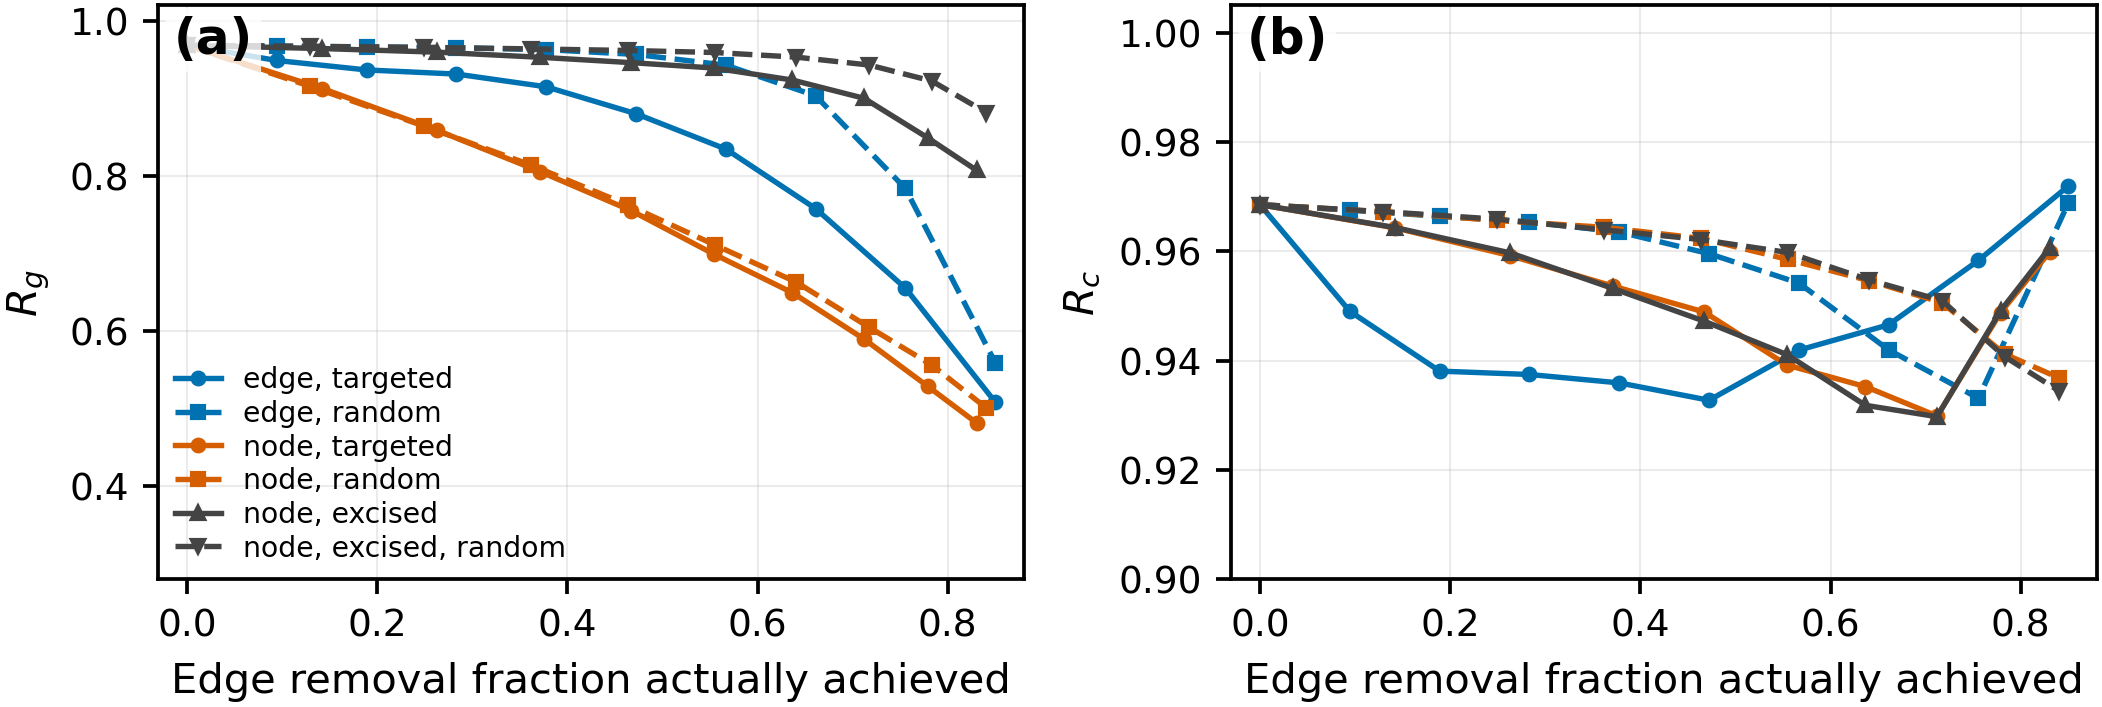 (a)
1.0
0.8
0.6
0.4
R_g
edge, targeted
edge, random
node, targeted
node, random
node, excised
node, excised, random
0.0 0.2 0.4 0.6 0.8
Edge removal fraction actually achieved
(b)
1.00
0.98
0.96
0.94
0.92
0.90
R_c
0.0 0.2 0.4 0.6 0.8
Edge removal fraction actually achieved